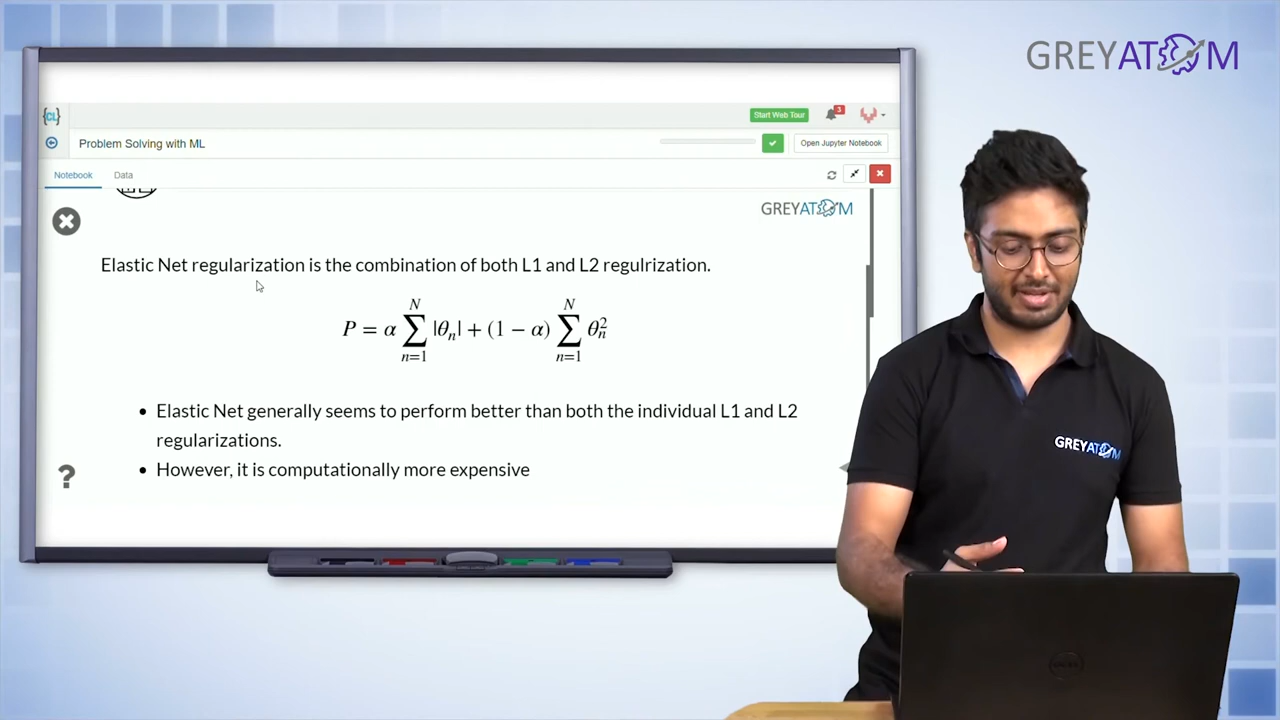 GREYATOM
{CL}
Start Web Tour
3
Problem Solving with ML
Open Jupyter Notebook
Notebook
Data
GREYATOM
Elastic Net regularization is the combination of both L1 and L2 regulrization.
P = α ∑_{n=1}^{N} |θ_n| + (1 − α) ∑_{n=1}^{N} θ_n^2
• Elastic Net generally seems to perform better than both the individual L1 and L2
regularizations.
?
• However, it is computationally more expensive
GREYATOM
DELL